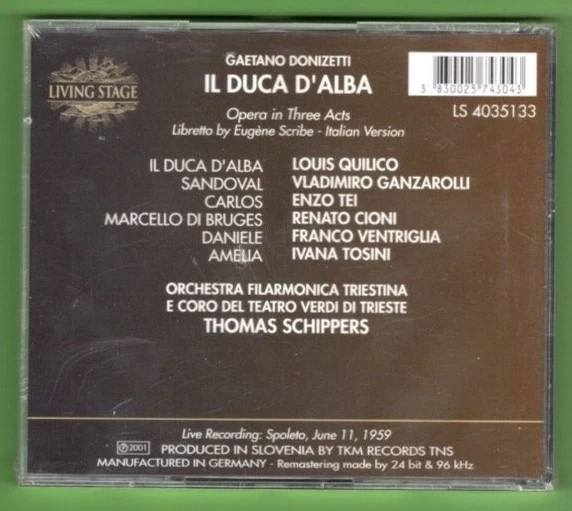 LIVING STAGE
GAETANO DONIZETTI
IL DUCA D'ALBA
3 830025 743043
LS 4035133
Opera in Three Acts
Libretto by Eugène Scribe - Italian Version
IL DUCA D'ALBA LOUIS QUILICO
SANDOVAL VLADIMIRO GANZAROLLI
CARLOS ENZO TEI
MARCELLO DI BRUGES RENATO CIONI
DANIELE FRANCO VENTRIGLIA
AMELIA IVANA TOSINI
ORCHESTRA FILARMONICA TRIESTINA
E CORO DEL TEATRO VERDI DI TRIESTE
THOMAS SCHIPPERS
Live Recording: Spoleto, June 11, 1959
℗ 2001 PRODUCED IN SLOVENIA BY TKM RECORDS TNS
MANUFACTURED IN GERMANY - Remastering made by 24 bit & 96 kHz